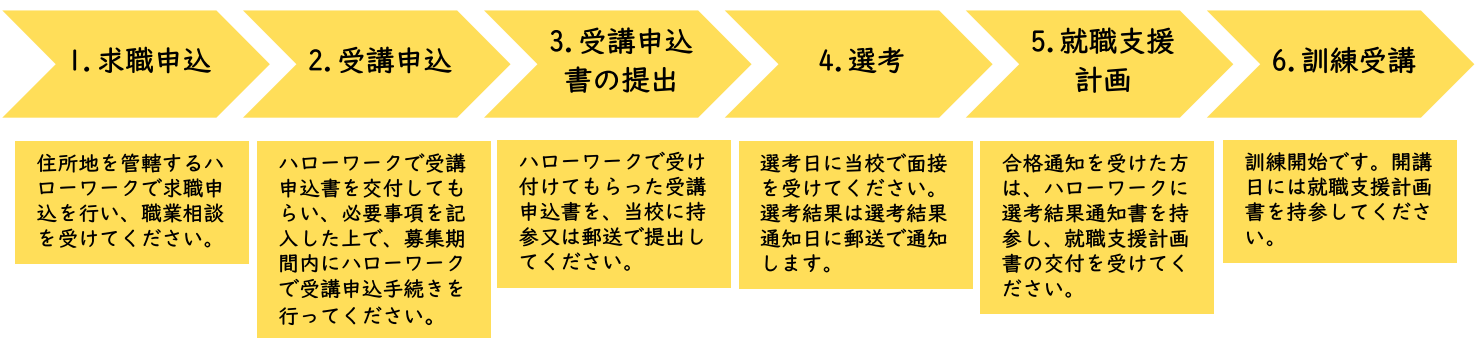 1. 求職申込
2. 受講申込
3. 受講申込
書の提出
4. 選考
5. 就職支援
計画
6. 訓練受講
住所地を管轄するハ
ローワークで求職申
込を行い、職業相談
を受けてください。
ハローワークで受講
申込書を交付しても
らい、必要事項を記
入した上で、募集期
間内にハローワーク
で受講申込手続きを
行ってください。
ハローワークで受け
付けてもらった受講
申込書を、当校に持
参又は郵送で提出し
てください。
選考日に当校で面接
を受けてください。
選考結果は選考結果
通知日に郵送で通知
します。
合格通知を受けた方
は、ハローワークに
選考結果通知書を持
参し、就職支援計画
書の交付を受けてく
ださい。
訓練開始です。開講
日には就職支援計画
書を持参してくださ
い。